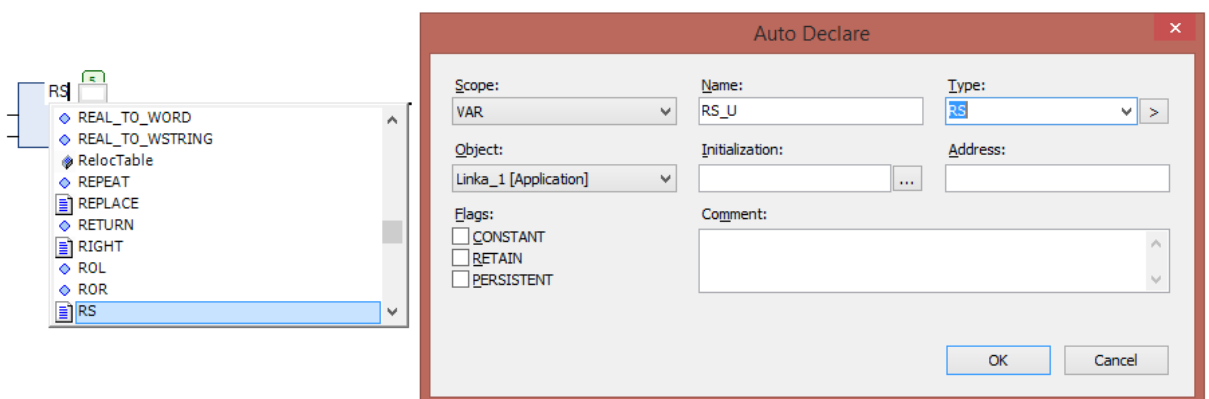 RS
5
REAL_TO_WORD
REAL_TO_WSTRING
RelocTable
REPEAT
REPLACE
RETURN
RIGHT
ROL
ROR
RS
Auto Declare
Scope: Name: Type:
VAR RS_U RS >
Object: Initialization: Address:
Linka_1 [Application] ...
Flags: Comment:
CONSTANT
RETAIN
PERSISTENT
OK Cancel